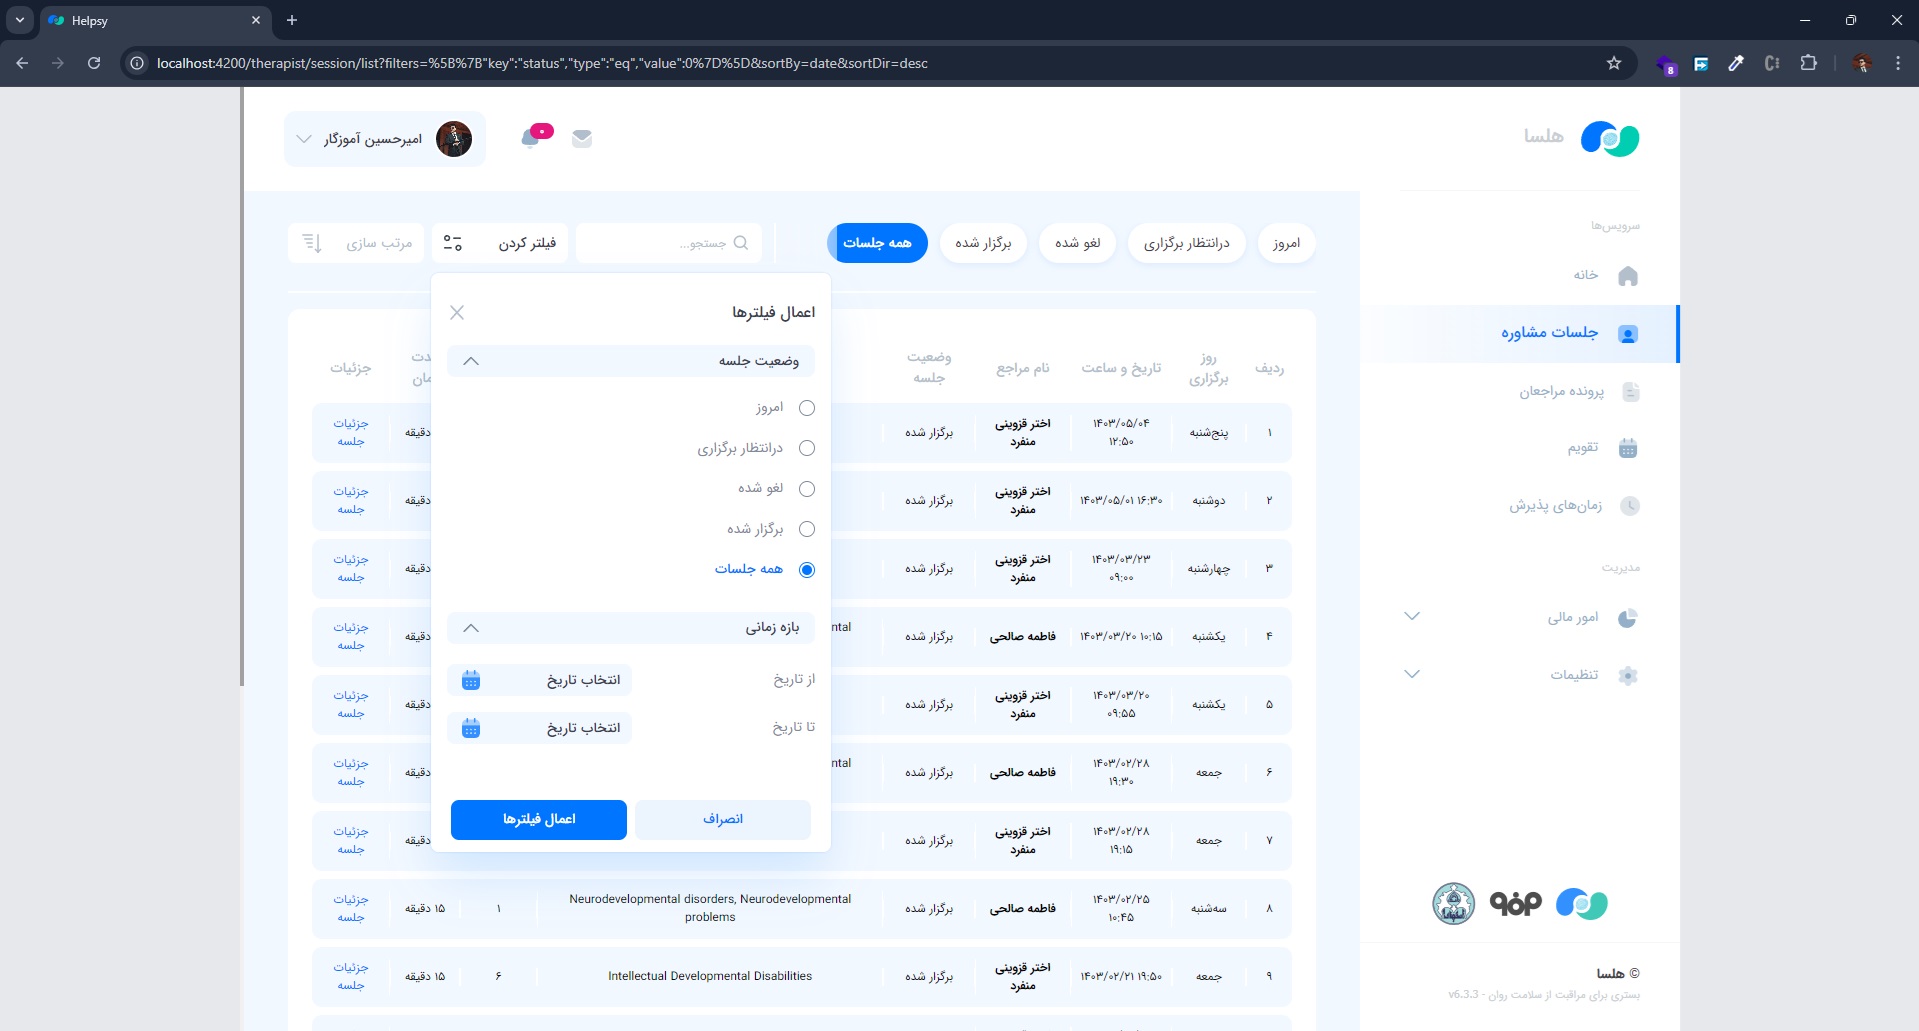 Helpsy
localhost:4200/therapist/session/list?filters=%5B%7B"key":"status","type":"eq","value":0%7D%5D&sortBy=date&sortDir=desc
8
هلسا
امیرحسین آموزگار
سرویس‌ها
خانه
جلسات مشاوره
پرونده مراجعان
تقویم
زمان‌های پذیرش
مدیریت
امور مالی
تنظیمات
امروز
درانتظار برگزاری
لغو شده
برگزار شده
همه جلسات
جستجو...
فیلتر کردن
مرتب سازی
اعمال فیلترها
وضعیت جلسه
امروز
درانتظار برگزاری
لغو شده
برگزار شده
همه جلسات
بازه زمانی
از تاریخ
انتخاب تاریخ
تا تاریخ
انتخاب تاریخ
انصراف
اعمال فیلترها
ردیف
روز
برگزاری
تاریخ و ساعت
نام مراجع
وضعیت
جلسه
جزئیات
۱ پنج‌شنبه ۱۴۰۳/۰۵/۰۴ ۱۲:۵۰ اختر قزوینی منفرد برگزار شده دقیقه جزئیات جلسه
۲ دوشنبه ۱۴۰۳/۰۵/۰۱ ۱۶:۳۰ اختر قزوینی منفرد برگزار شده دقیقه جزئیات جلسه
۳ چهارشنبه ۱۴۰۳/۰۳/۲۳ ۰۹:۰۰ اختر قزوینی منفرد برگزار شده دقیقه جزئیات جلسه
۴ یکشنبه ۱۴۰۳/۰۳/۲۰ ۱۰:۱۵ فاطمه صالحی برگزار شده ntal دقیقه جزئیات جلسه
۵ یکشنبه ۱۴۰۳/۰۳/۲۰ ۰۹:۵۵ اختر قزوینی منفرد برگزار شده دقیقه جزئیات جلسه
۶ جمعه ۱۴۰۳/۰۲/۲۸ ۱۹:۳۰ فاطمه صالحی برگزار شده ntal دقیقه جزئیات جلسه
۷ جمعه ۱۴۰۳/۰۲/۲۸ ۱۹:۱۵ اختر قزوینی منفرد برگزار شده دقیقه جزئیات جلسه
۸ سه‌شنبه ۱۴۰۳/۰۲/۲۵ ۱۰:۴۵ فاطمه صالحی برگزار شده Neurodevelopmental disorders, Neurodevelopmental problems ۱ ۱۵ دقیقه جزئیات جلسه
۹ جمعه ۱۴۰۳/۰۲/۲۱ ۱۹:۵۰ اختر قزوینی منفرد برگزار شده Intellectual Developmental Disabilities ۶ ۱۵ دقیقه جزئیات جلسه
© هلسا
بستری برای مراقبت از سلامت روان - v6.3.3